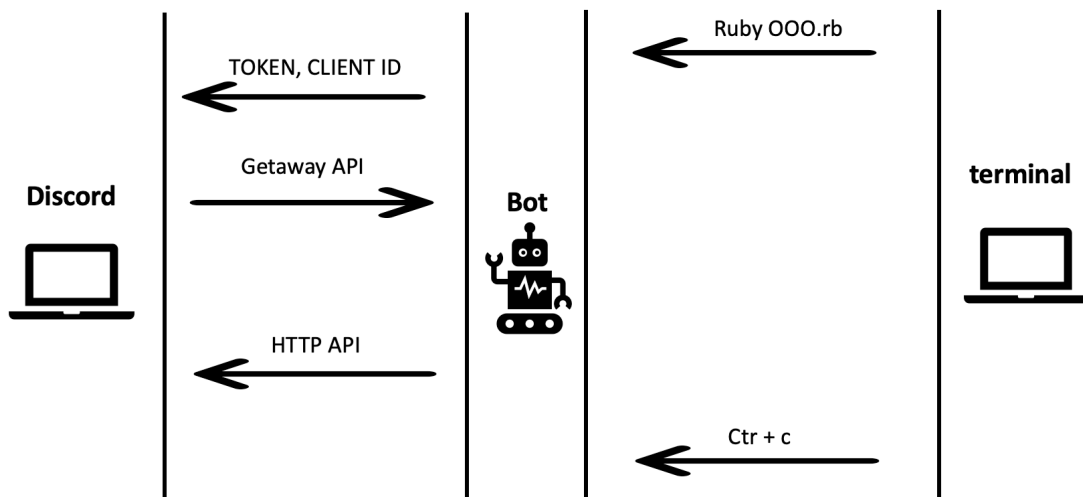 Ruby OOO.rb
TOKEN, CLIENT ID
Getaway API
Discord
Bot
terminal
HTTP API
Ctr + c